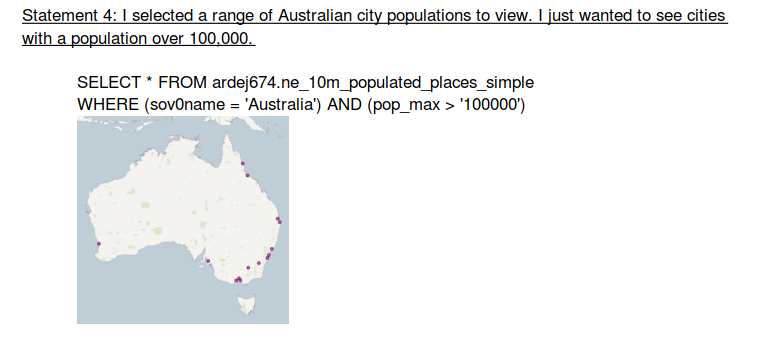 Statement 4: I selected a range of Australian city populations to view. I just wanted to see cities
with a population over 100,000.
SELECT * FROM ardej674.ne_10m_populated_places_simple
WHERE (sov0name = 'Australia') AND (pop_max > '100000')